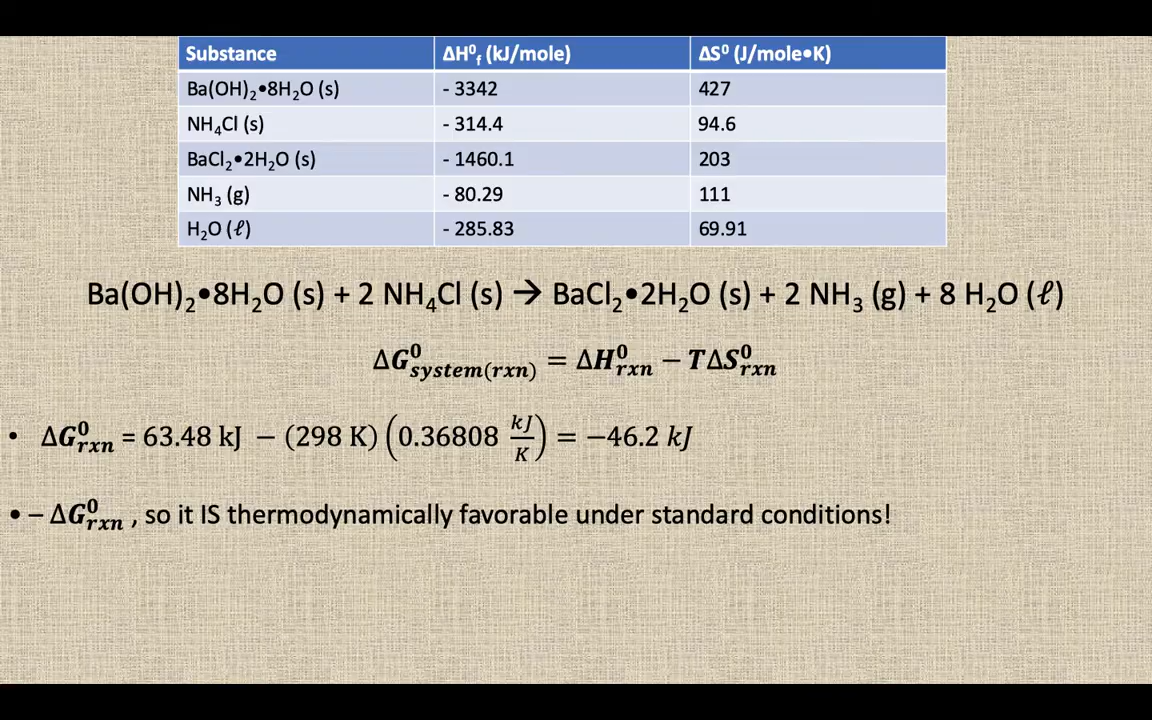 Substance ΔH⁰f (kJ/mole) ΔS⁰ (J/mole•K)
Ba(OH)₂•8H₂O (s) - 3342 427
NH₄Cl (s) - 314.4 94.6
BaCl₂•2H₂O (s) - 1460.1 203
NH₃ (g) - 80.29 111
H₂O (ℓ) - 285.83 69.91
Ba(OH)₂•8H₂O (s) + 2 NH₄Cl (s) → BaCl₂•2H₂O (s) + 2 NH₃ (g) + 8 H₂O (ℓ)
ΔG⁰system(rxn) = ΔH⁰rxn − TΔS⁰rxn
• ΔG⁰rxn = 63.48 kJ − (298 K) (0.36808 kJ/K) = −46.2 kJ
• – ΔG⁰rxn , so it IS thermodynamically favorable under standard conditions!